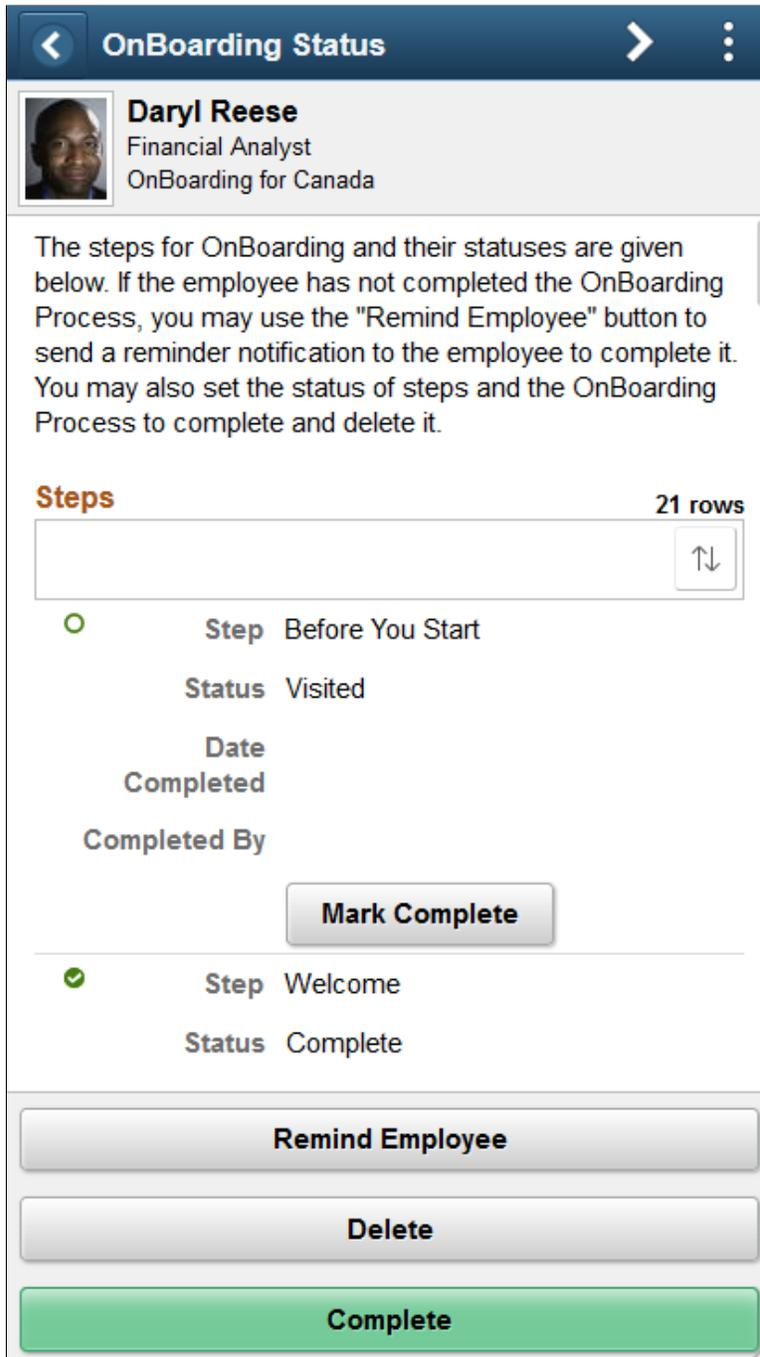 OnBoarding Status
Daryl Reese
Financial Analyst
OnBoarding for Canada
The steps for OnBoarding and their statuses are given
below. If the employee has not completed the OnBoarding
Process, you may use the "Remind Employee" button to
send a reminder notification to the employee to complete it.
You may also set the status of steps and the OnBoarding
Process to complete and delete it.
Steps
21 rows
Step Before You Start
Status Visited
Date
Completed
Completed By
Mark Complete
Step Welcome
Status Complete
Remind Employee
Delete
Complete